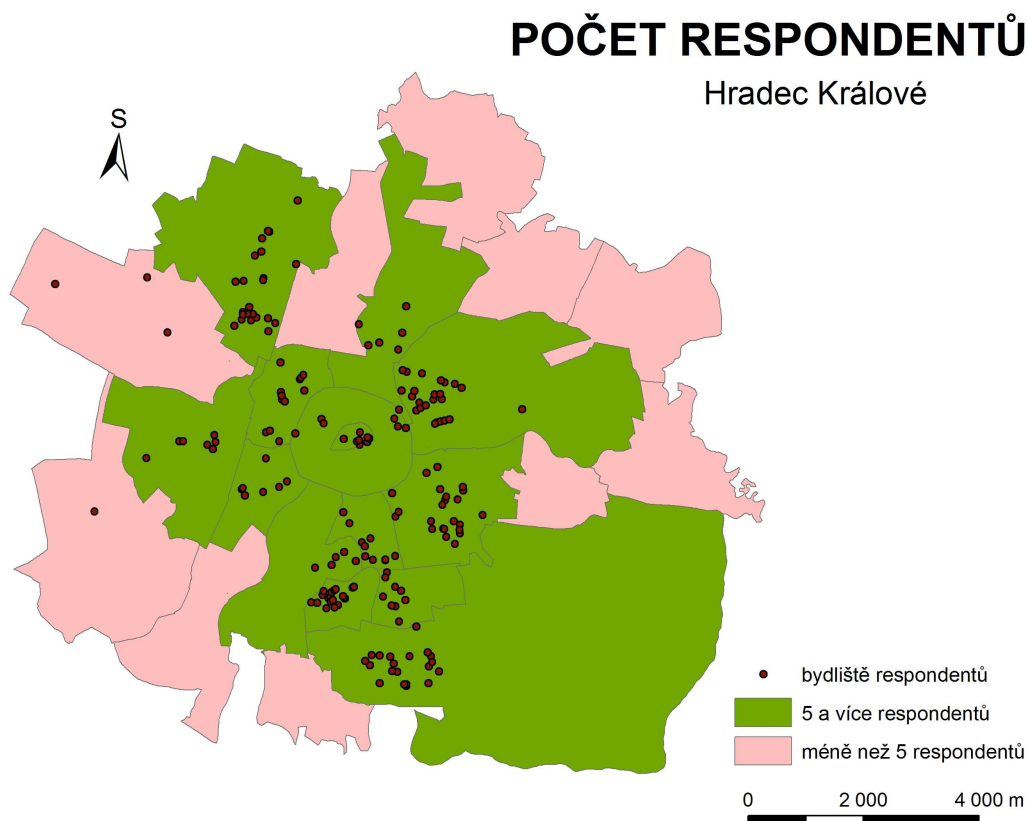 POČET RESPONDENTŮ
Hradec Králové
S
bydliště respondentů
5 a více respondentů
méně než 5 respondentů
0 2 000 4 000 m